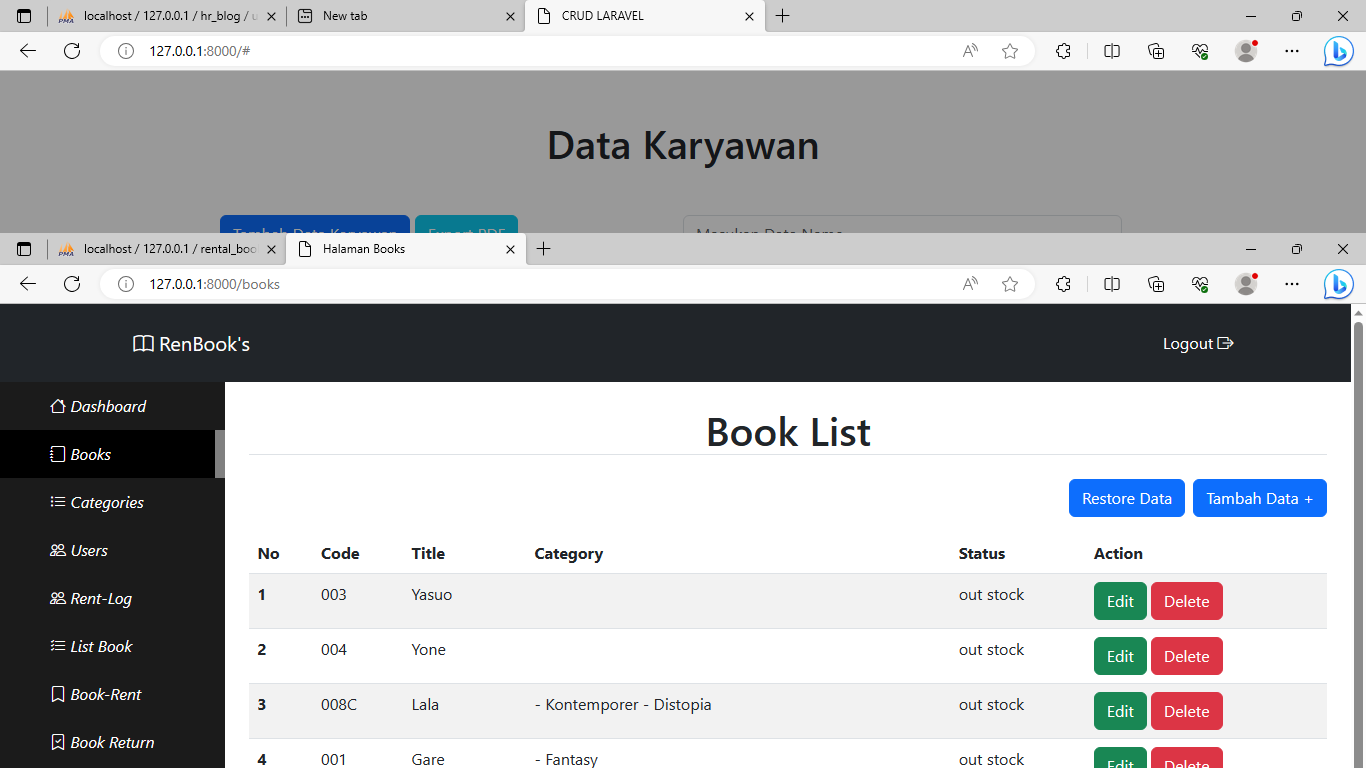 localhost / 127.0.0.1 / hr_blog / u
New tab
CRUD LARAVEL
127.0.0.1:8000/#
Data Karyawan
Tambah Data Karyawan Export PDF Masukan Data Name
localhost / 127.0.0.1 / rental_boo
Halaman Books
127.0.0.1:8000/books
RenBook's
Logout
Dashboard
Books
Categories
Users
Rent-Log
List Book
Book-Rent
Book Return
Book List
Restore Data Tambah Data +
No Code Title Category Status Action
1 003 Yasuo out stock Edit Delete
2 004 Yone out stock Edit Delete
3 008C Lala - Kontemporer - Distopia out stock Edit Delete
4 001 Gare - Fantasy out stock Edit Delete